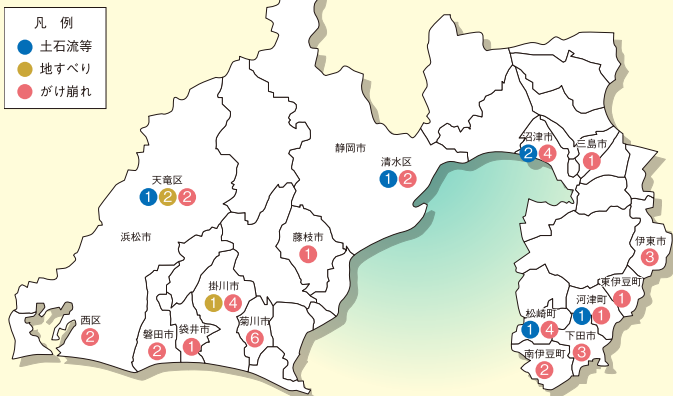 凡 例
土石流等
地すべり
がけ崩れ
沼津市
2 4
三島市
1
静岡市
清水区
1 2
天竜区
1 2 2
浜松市
藤枝市
1
伊東市
3
東伊豆町
1
掛川市
1 4
河津町
1 1
松崎町
1 4
菊川市
6
西区
2
磐田市
2
袋井市
1
下田市
3
南伊豆町
2